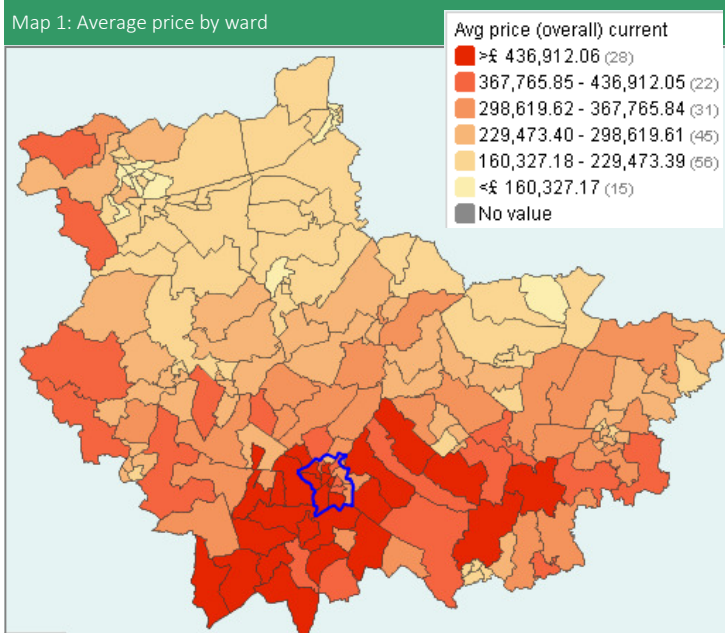 Map 1: Average price by ward
Avg price (overall) current
>£ 436,912.06 (28)
367,765.85 - 436,912.05 (22)
298,619.62 - 367,765.84 (31)
229,473.40 - 298,619.61 (45)
160,327.18 - 229,473.39 (56)
<£ 160,327.17 (15)
No value